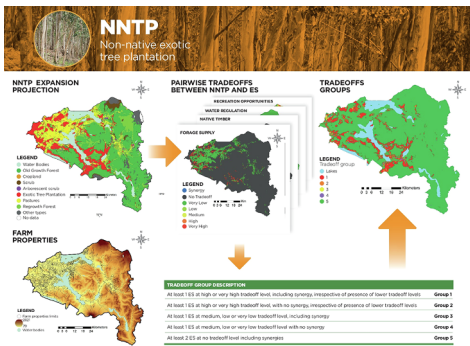 NNTP
Non-native exotic
tree plantation
NNTP EXPANSION
PROJECTION
LEGEND
Water Bodies
Old Growth Forest
Cropland
Scrub
Arborescent scrub
Exotic Tree Plantation
Pastures
Regrowth Forest
Other types
No data
PAIRWISE TRADEOFFS
BETWEEN NNTP AND ES
RECREATION OPPORTUNITIES
WATER REGULATION
NATIVE TIMBER
FORAGE SUPPLY
LEGEND
Synergy
No Tradeoff
Very Low
Low
Medium
High
Very High
TRADEOFFS
GROUPS
LEGEND
Tradeoff group
Lakes
1
2
3
4
5
Kilometers
FARM
PROPERTIES
LEGEND
Farm properties limits
Water bodies
TRADEOFF GROUP DESCRIPTION
At least 1 ES at high or very high tradeoff level, including synergy, irrespective of presence of lower tradeoff levels Group 1
At least 1 ES at high or very high tradeoff level, with no synergy, irrespective of presence of lower tradeoff levels Group 2
At least 1 ES at medium, low or very low tradeoff level, including synergy Group 3
At least 1 ES at medium, low or very low tradeoff level with no synergy Group 4
At least 2 ES at no tradeoff level including synergies Group 5